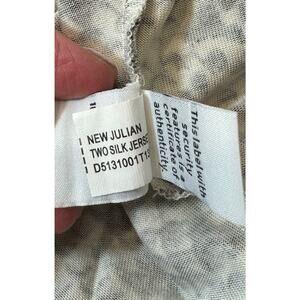 NEW JULIAN
TWO SILK JERSE
D5131001T1
This label with
security
features is a
certificate of
authenticity.